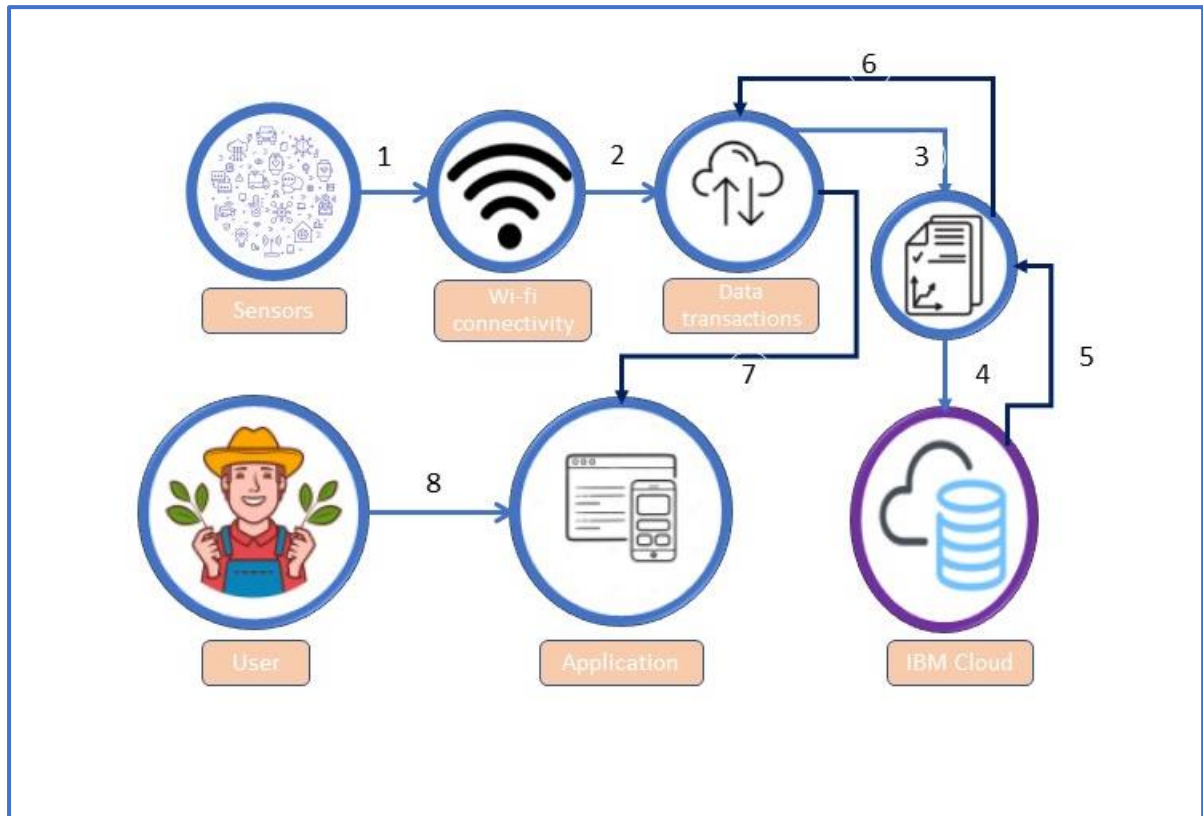 6
1
2
3
Sensors
Wi-fi
connectivity
Data
transactions
7
4
5
8
User
Application
IBM Cloud